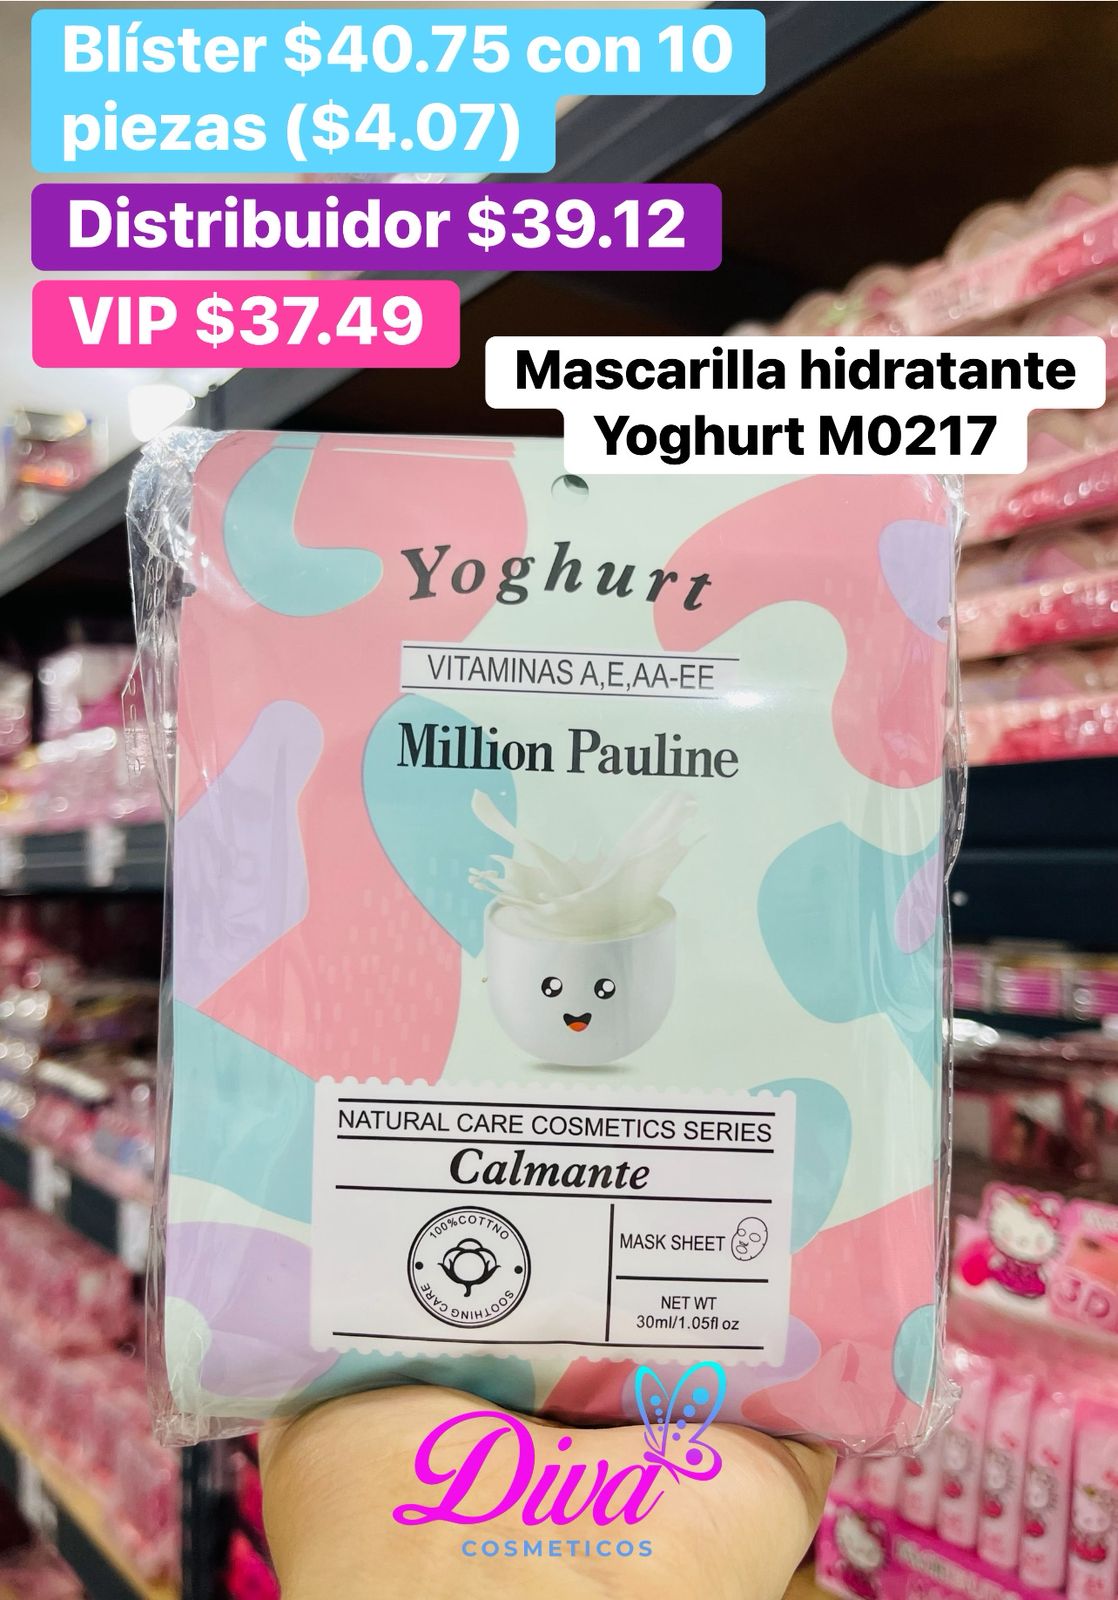 Blíster $40.75 con 10
piezas ($4.07)
Distribuidor $39.12
VIP $37.49
Mascarilla hidratante
Yoghurt M0217
Yoghurt
VITAMINAS A,E,AA-EE
Million Pauline
NATURAL CARE COSMETICS SERIES
Calmante
100%COTTNO
SOOTHING CARE
MASK SHEET
NET WT
30ml/1.05fl oz
3D
Diva
COSMETICOS